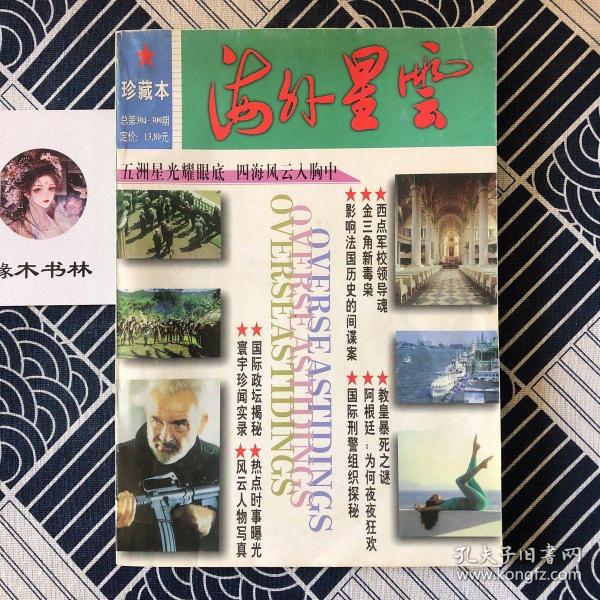 海外星雲
珍藏本
总第394-399期
定价：13.80元
五洲星光耀眼底 四海风云入胸中
缘木书林
OVERSEASTIDINGS
OVERSEASTIDINGS
OVERSEASTIDINGS
★西点军校领导魂
★金三角新毒枭
★影响法国历史的间谍案
★教皇暴死之谜
★阿根廷：为何夜夜狂欢
★国际刑警组织探秘
★国际政坛揭秘
★寰宇珍闻实录
★热点时事曝光
★风云人物写真
孔夫子旧书网
www.kongfz.com